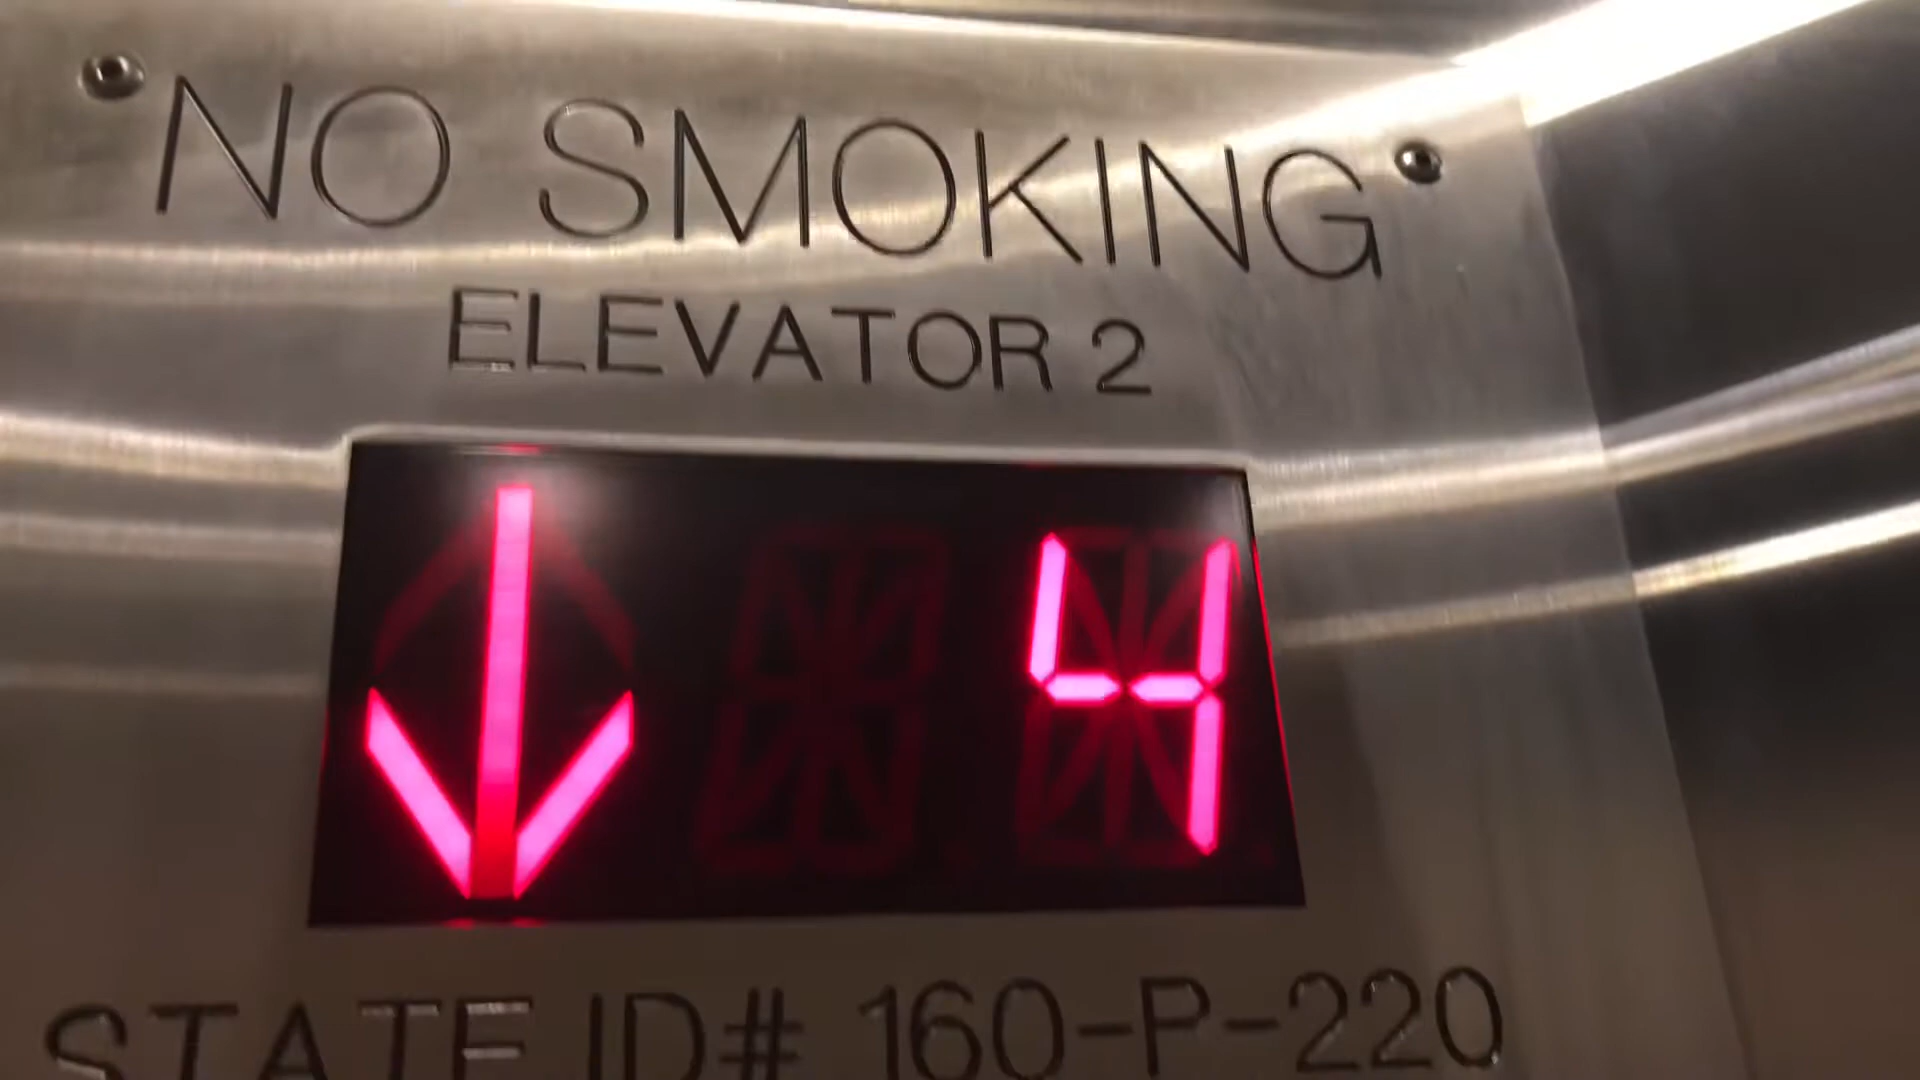 NO SMOKING
ELEVATOR 2
↓ 4
STATE ID# 160-P-220